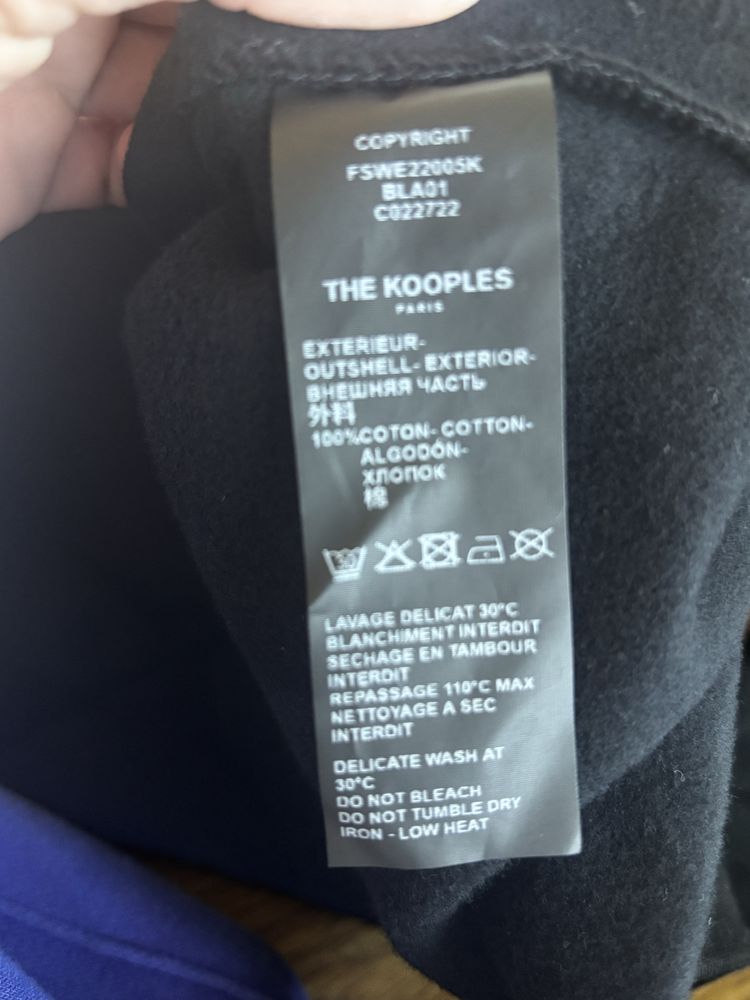 COPYRIGHT
FSWE22005K
BLA01
C022722
THE KOOPLES
PARIS
EXTERIEUR-
OUTSHELL- EXTERIOR-
ВНЕШНЯЯ ЧАСТЬ
外料
100%COTON- COTTON-
ALGODÓN-
ХЛОПОК
棉
30
LAVAGE DELICAT 30°C
BLANCHIMENT INTERDIT
SECHAGE EN TAMBOUR
INTERDIT
REPASSAGE 110°C MAX
NETTOYAGE A SEC
INTERDIT
DELICATE WASH AT
30°C
DO NOT BLEACH
DO NOT TUMBLE DRY
IRON - LOW HEAT